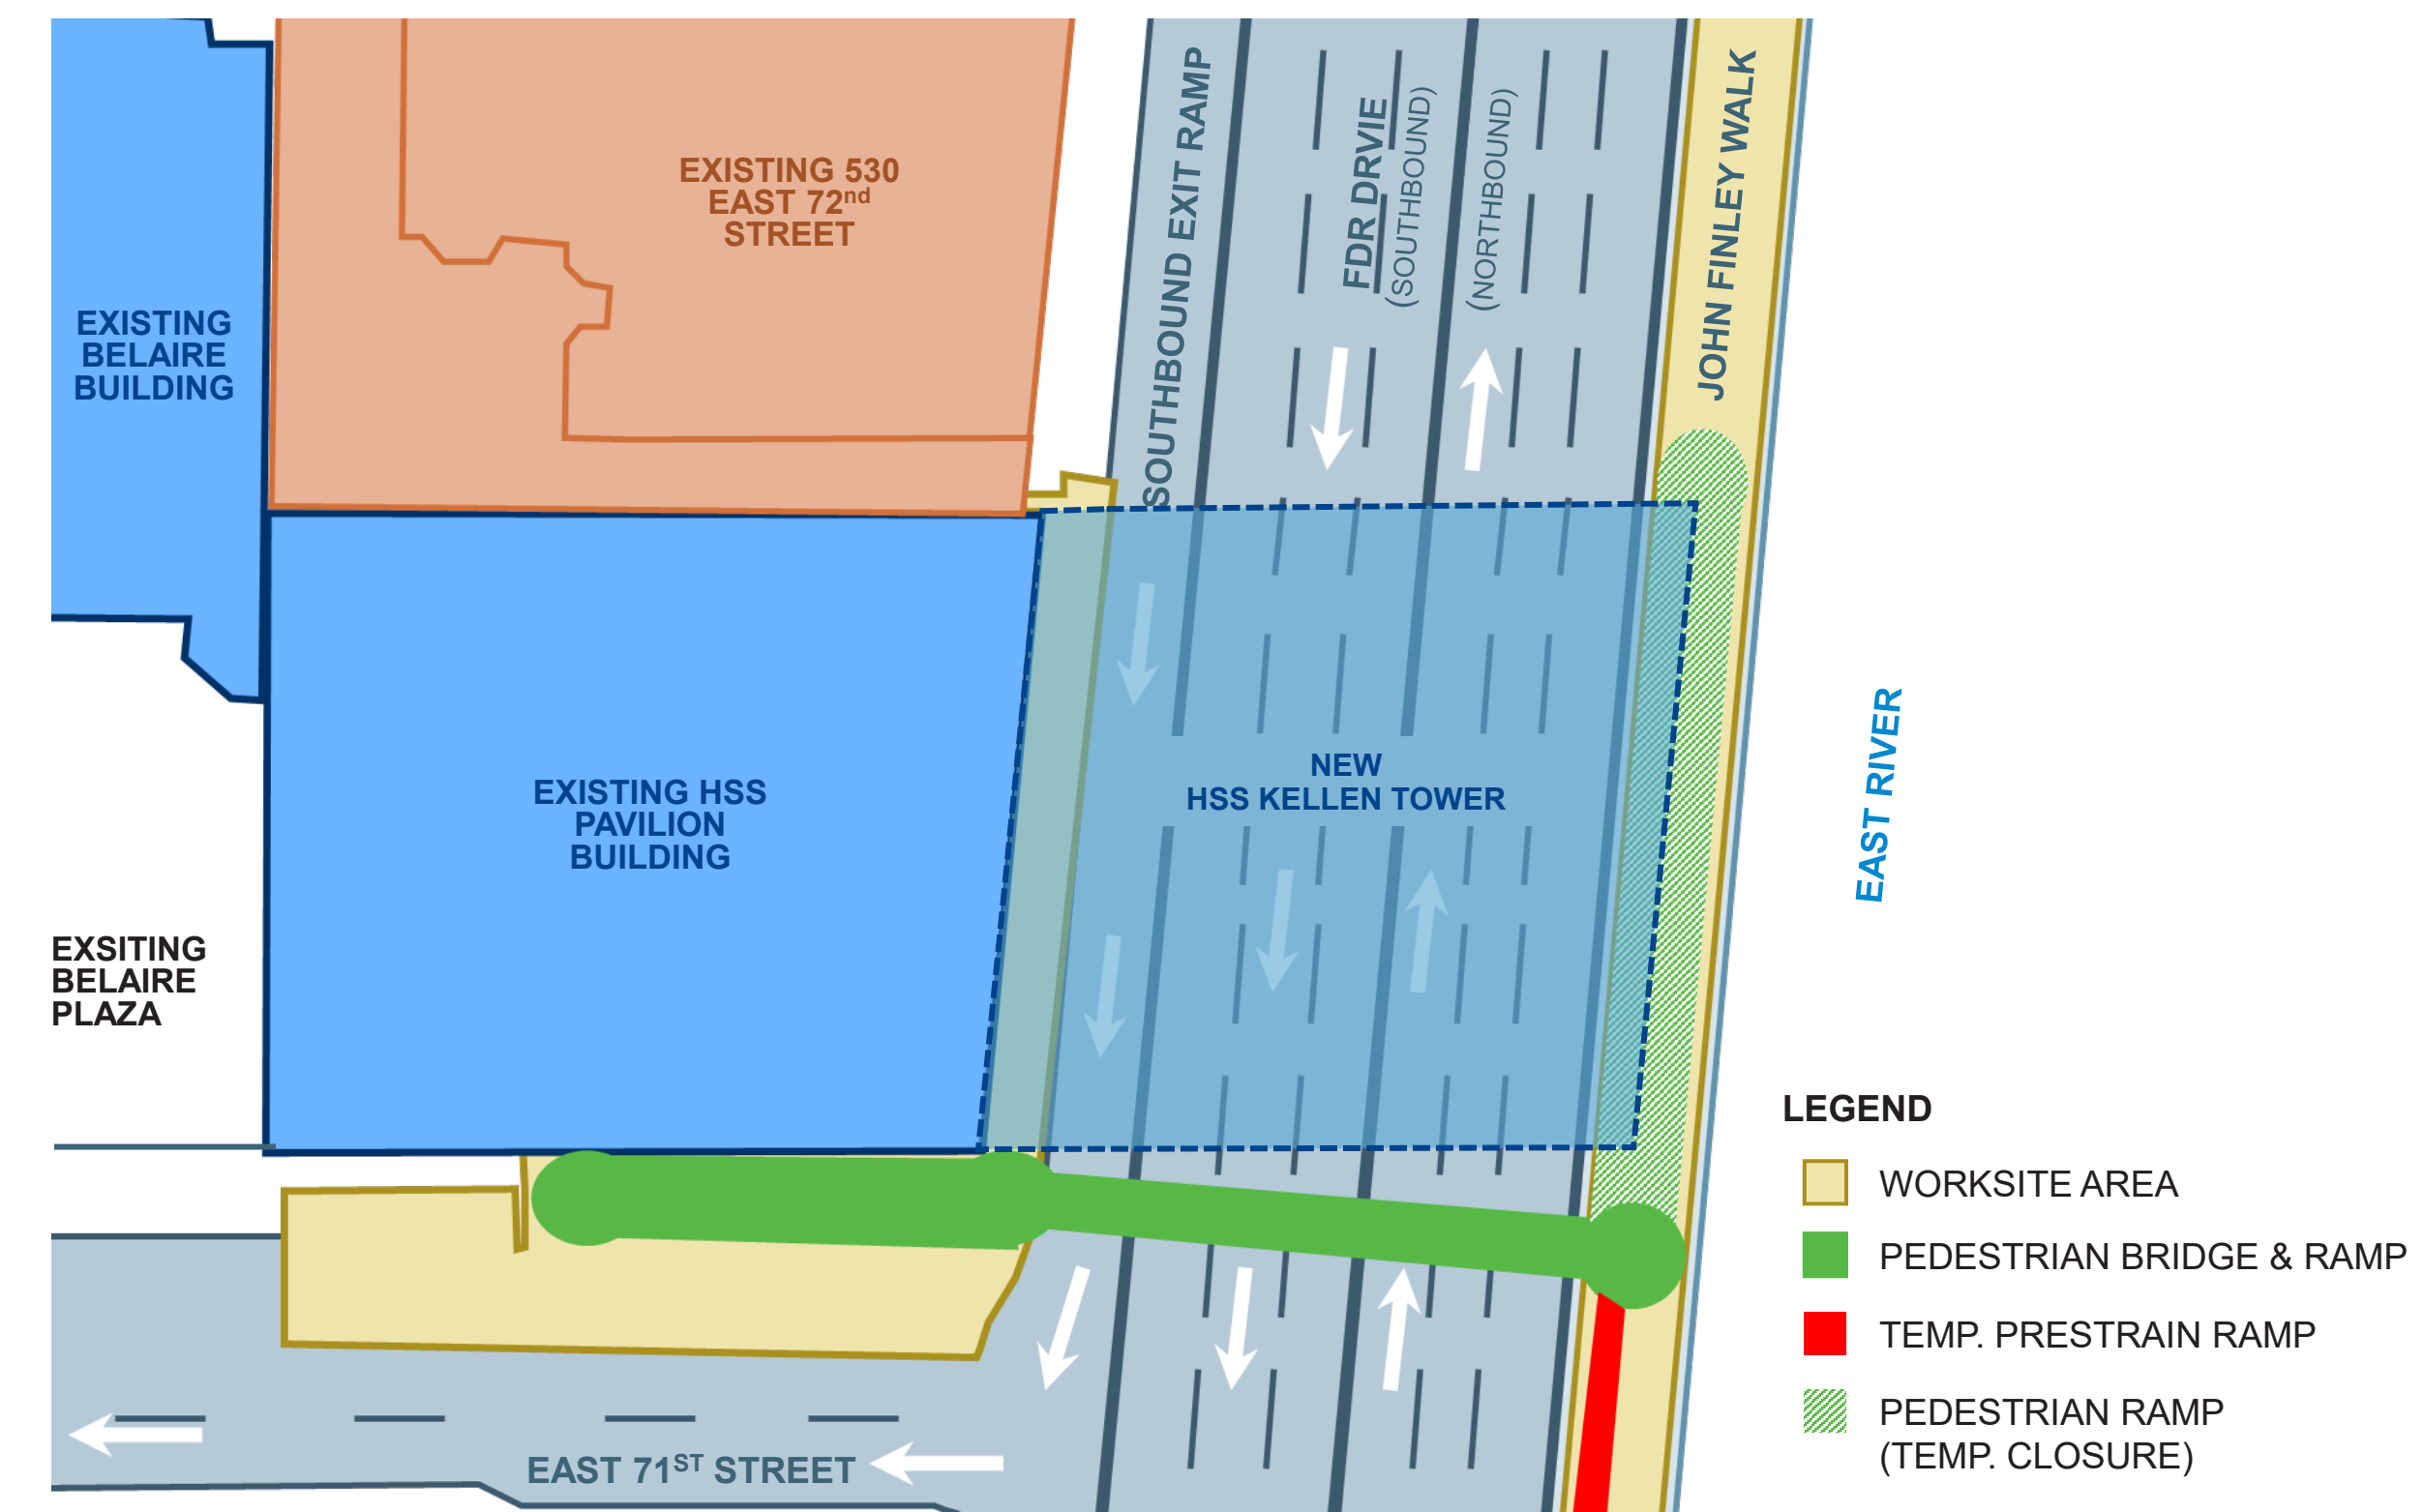 EXISTING 530
EAST 72nd
STREET
EXISTING
BELAIRE
BUILDING
SOUTHBOUND EXIT RAMP
FDR DRVIE
(SOUTHBOUND)
(NORTHBOUND)
JOHN FINLEY WALK
EXISTING HSS
PAVILION
BUILDING
NEW
HSS KELLEN TOWER
EAST RIVER
EXSITING
BELAIRE
PLAZA
EAST 71ST STREET
LEGEND
WORKSITE AREA
PEDESTRIAN BRIDGE & RAMP
TEMP. PRESTRAIN RAMP
PEDESTRIAN RAMP
(TEMP. CLOSURE)